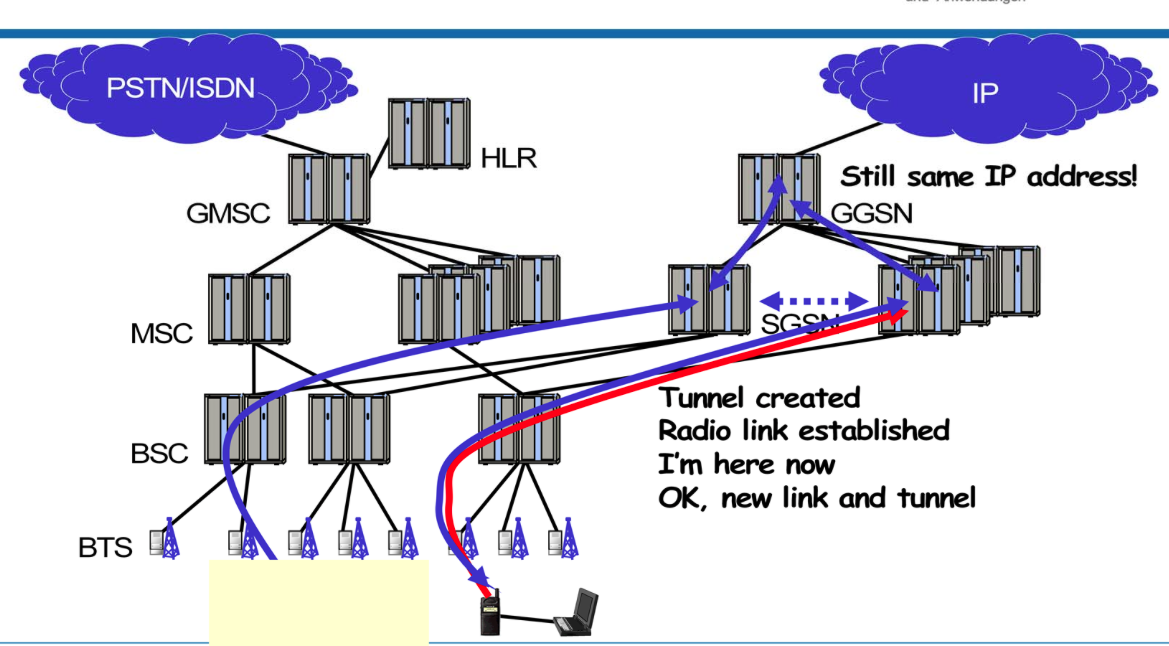 PSTN/ISDN
IP
HLR
Still same IP address!
GMSC
GGSN
MSC
SGSN
Tunnel created
Radio link established
I'm here now
OK, new link and tunnel
BSC
BTS